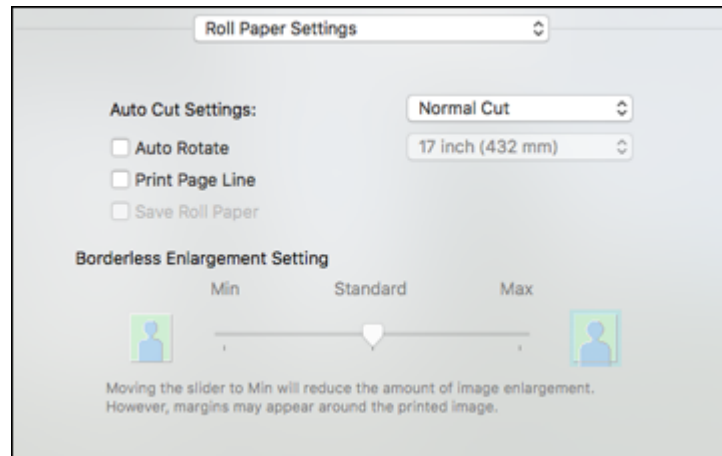 Roll Paper Settings
Auto Cut Settings: Normal Cut
Auto Rotate 17 inch (432 mm)
Print Page Line
Save Roll Paper
Borderless Enlargement Setting
Min Standard Max
Moving the slider to Min will reduce the amount of image enlargement.
However, margins may appear around the printed image.